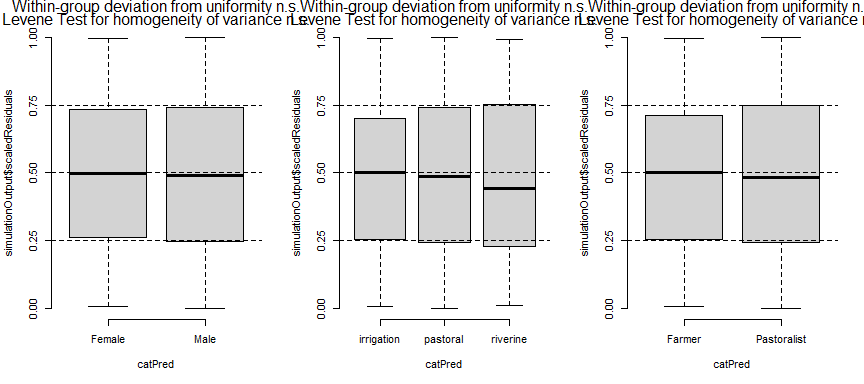 Within-group deviation from uniformity n.s.
Levene Test for homogeneity of variance n.s.
simulationOutput$scaledResiduals
1.00
0.75
0.50
0.25
0.00
Female Male
catPred
Within-group deviation from uniformity n.s.
Levene Test for homogeneity of variance n.s.
simulationOutput$scaledResiduals
1.00
0.75
0.50
0.25
0.00
irrigation pastoral riverine
catPred
Within-group deviation from uniformity n.
Levene Test for homogeneity of variance
simulationOutput$scaledResiduals
1.00
0.75
0.50
0.25
0.00
Farmer Pastoralist
catPred